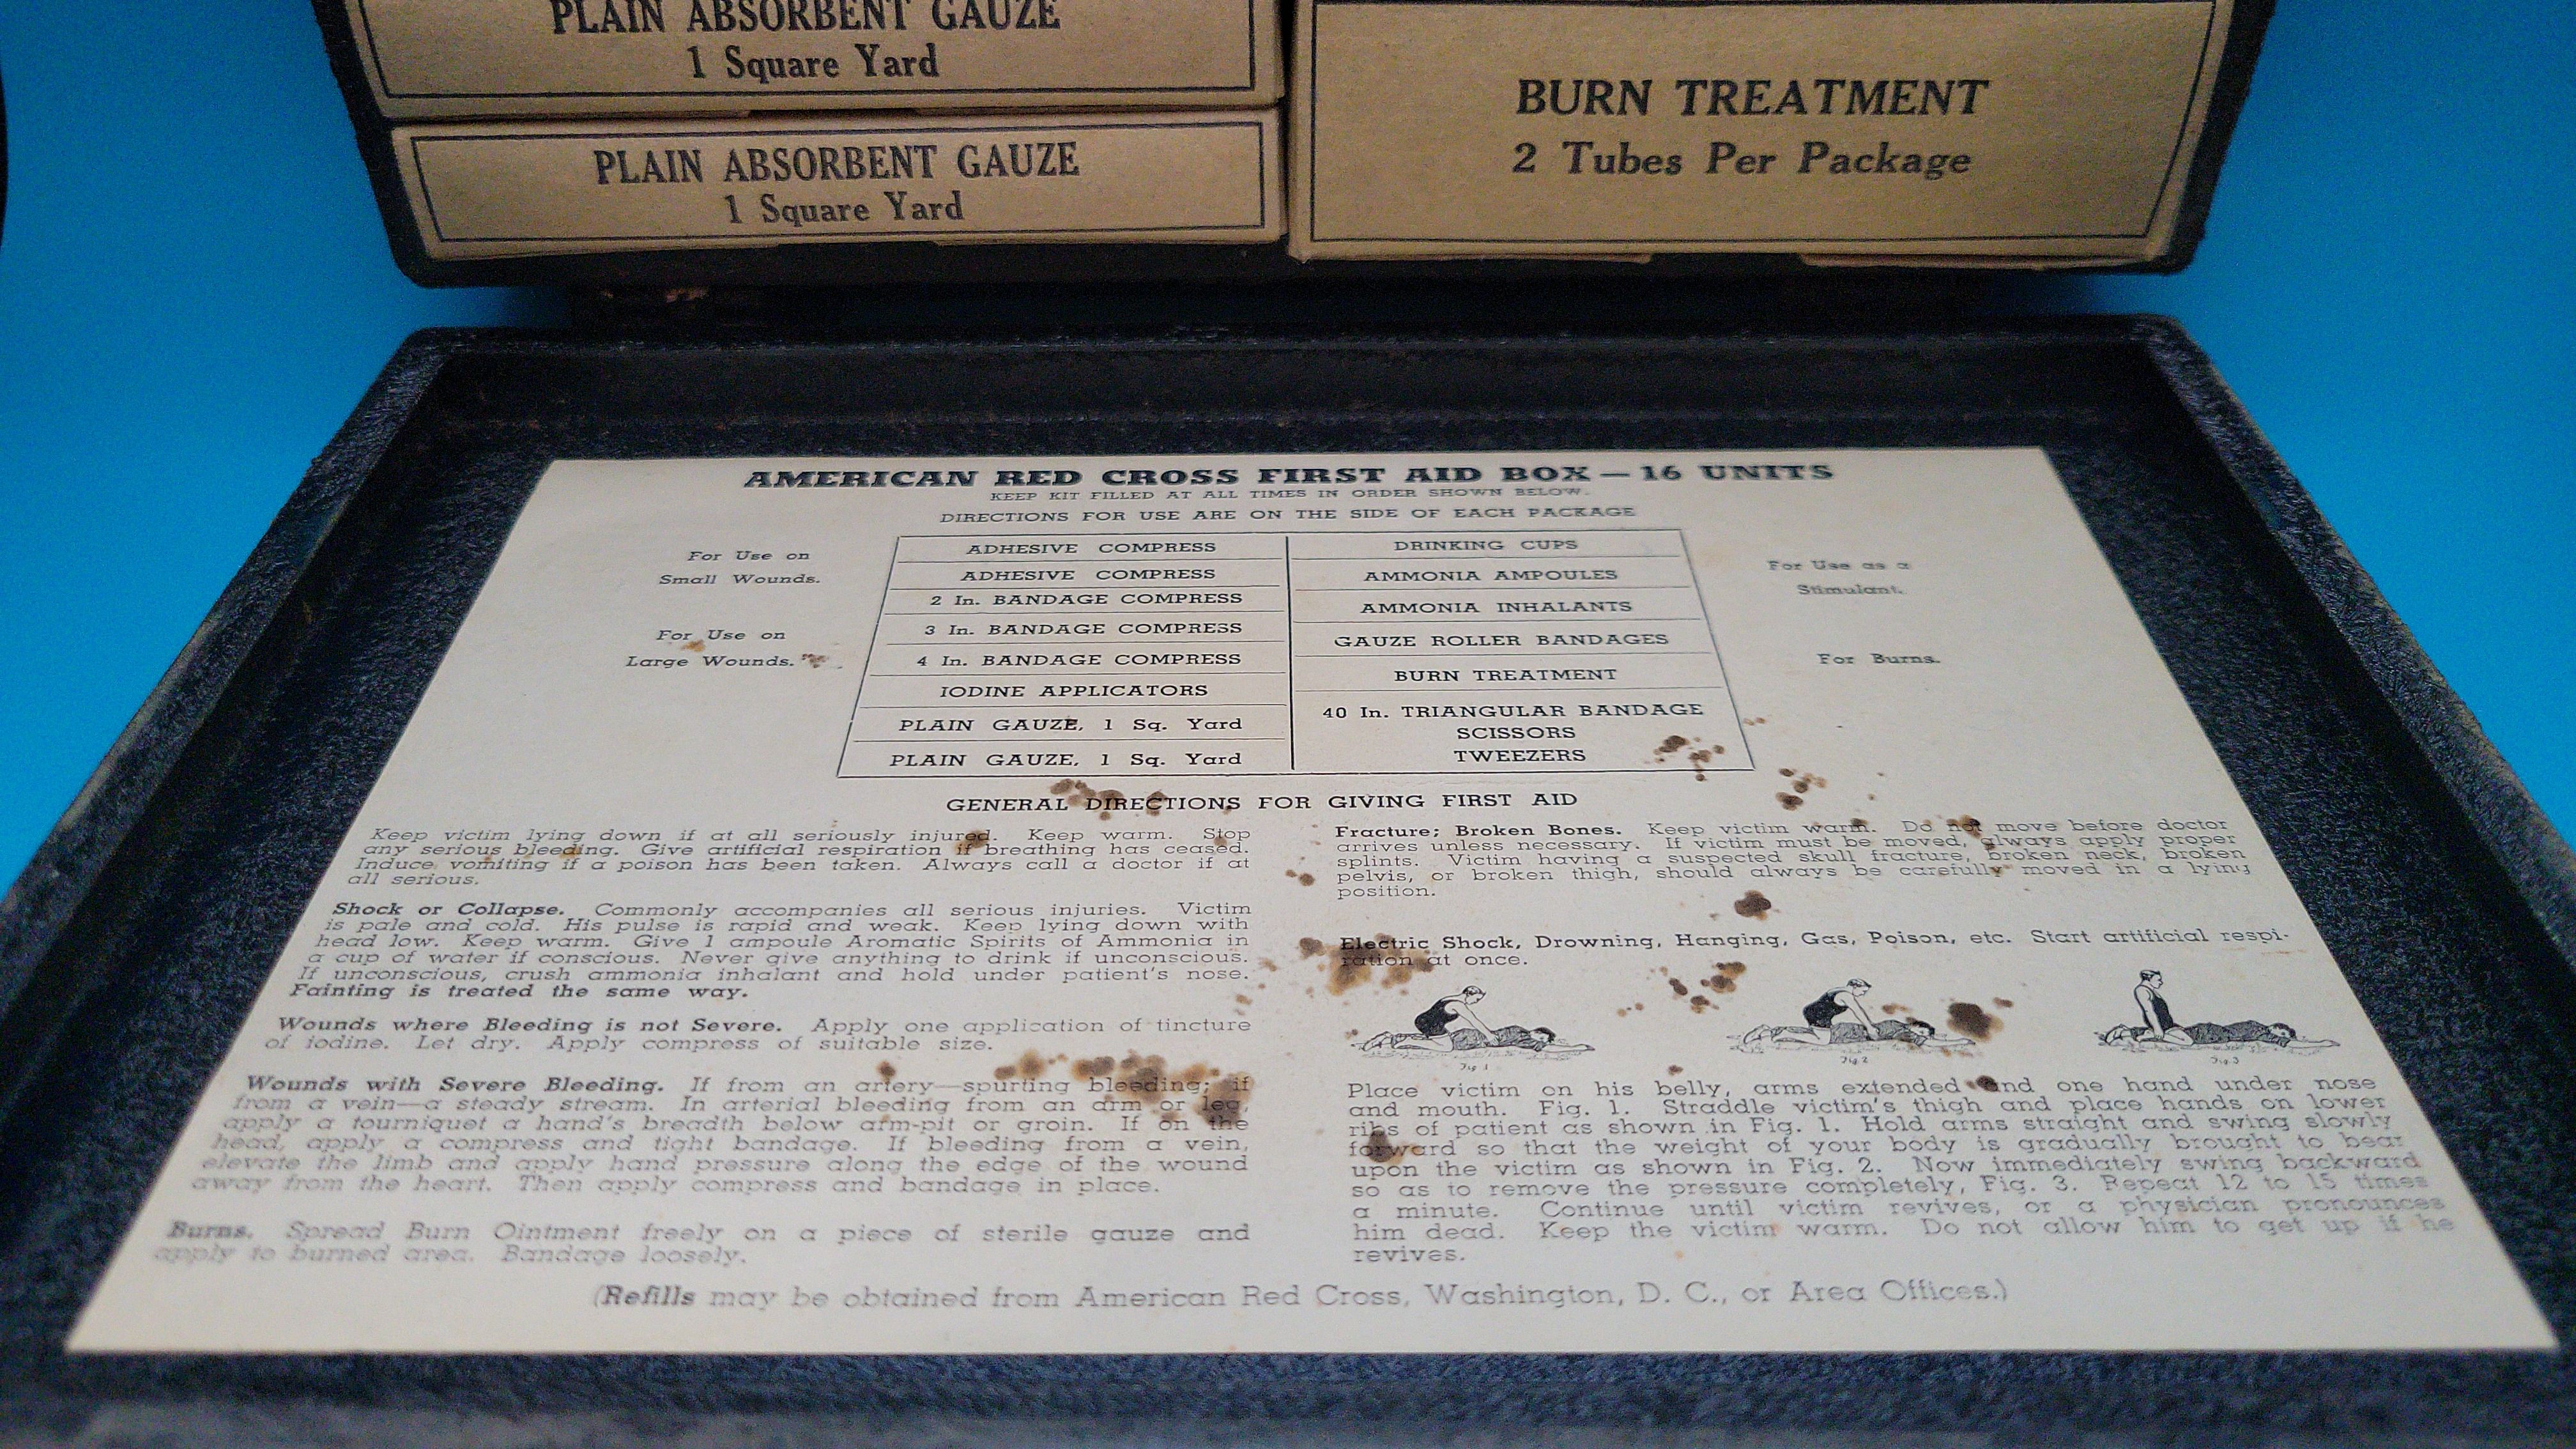 PLAIN ABSORBENT GAUZE
1 Square Yard
PLAIN ABSORBENT GAUZE
1 Square Yard
BURN TREATMENT
2 Tubes Per Package
AMERICAN RED CROSS FIRST AID BOX — 16 UNITS
KEEP KIT FILLED AT ALL TIMES IN ORDER SHOWN BELOW.
DIRECTIONS FOR USE ARE ON THE SIDE OF EACH PACKAGE
For Use on
Small Wounds.
For Use on
Large Wounds.
ADHESIVE COMPRESS
ADHESIVE COMPRESS
2 In. BANDAGE COMPRESS
3 In. BANDAGE COMPRESS
4 In. BANDAGE COMPRESS
IODINE APPLICATORS
PLAIN GAUZE, 1 Sq. Yard
PLAIN GAUZE, 1 Sq. Yard
DRINKING CUPS
AMMONIA AMPOULES
AMMONIA INHALANTS
GAUZE ROLLER BANDAGES
BURN TREATMENT
40 In. TRIANGULAR BANDAGE
SCISSORS
TWEEZERS
For Use as a
Stimulant.
For Burns.
GENERAL DIRECTIONS FOR GIVING FIRST AID
Keep victim lying down if at all seriously injured. Keep warm. Stop
any serious bleeding. Give artificial respiration if breathing has ceased.
Induce vomiting if a poison has been taken. Always call a doctor if at
all serious.
Shock or Collapse. Commonly accompanies all serious injuries. Victim
is pale and cold. His pulse is rapid and weak. Keep lying down with
head low. Keep warm. Give 1 ampoule Aromatic Spirits of Ammonia in
a cup of water if conscious. Never give anything to drink if unconscious.
If unconscious, crush ammonia inhalant and hold under patient's nose.
Fainting is treated the same way.
Wounds where Bleeding is not Severe. Apply one application of tincture
of iodine. Let dry. Apply compress of suitable size.
Wounds with Severe Bleeding. If from an artery—spurting bleeding; if
from a vein—a steady stream. In arterial bleeding from an arm or leg,
apply a tourniquet a hand's breadth below arm-pit or groin. If on the
head, apply a compress and tight bandage. If bleeding from a vein,
elevate the limb and apply hand pressure along the edge of the wound
away from the heart. Then apply compress and bandage in place.
Burns. Spread Burn Ointment freely on a piece of sterile gauze and
apply to burned area. Bandage loosely.
Fracture; Broken Bones. Keep victim warm. Do not move before doctor
arrives unless necessary. If victim must be moved, always apply proper
splints. Victim having a suspected skull fracture, broken neck, broken
pelvis, or broken thigh, should always be carefully moved in a lying
position.
Electric Shock, Drowning, Hanging, Gas, Poison, etc. Start artificial respi-
ration at once.
Fig. 1
Fig. 2
Fig. 3
Place victim on his belly, arms extended and one hand under nose
and mouth. Fig. 1. Straddle victim's thigh and place hands on lower
ribs of patient as shown in Fig. 1. Hold arms straight and swing slowly
forward so that the weight of your body is gradually brought to bear
upon the victim as shown in Fig. 2. Now immediately swing backward
so as to remove the pressure completely, Fig. 3. Repeat 12 to 15 times
a minute. Continue until victim revives, or a physician pronounces
him dead. Keep the victim warm. Do not allow him to get up if he
revives.
(Refills may be obtained from American Red Cross, Washington, D. C., or Area Offices.)